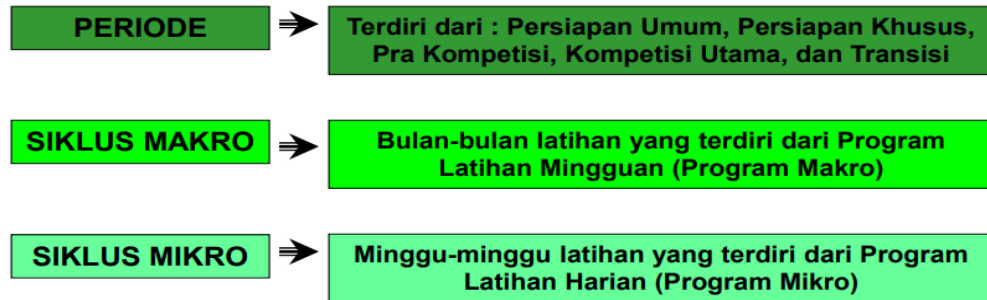 PERIODE
Terdiri dari : Persiapan Umum, Persiapan Khusus,
Pra Kompetisi, Kompetisi Utama, dan Transisi
SIKLUS MAKRO
Bulan-bulan latihan yang terdiri dari Program
Latihan Mingguan (Program Makro)
SIKLUS MIKRO
Minggu-minggu latihan yang terdiri dari Program
Latihan Harian (Program Mikro)